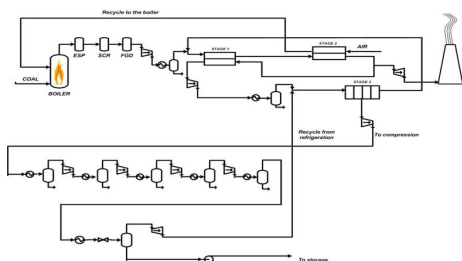 Recycle to the boiler
STAGE 2
ESP SCR FGD
STAGE 1
AIR
COAL
BOILER
STAGE 3
Recycle from
refrigeration
To compression
To storage